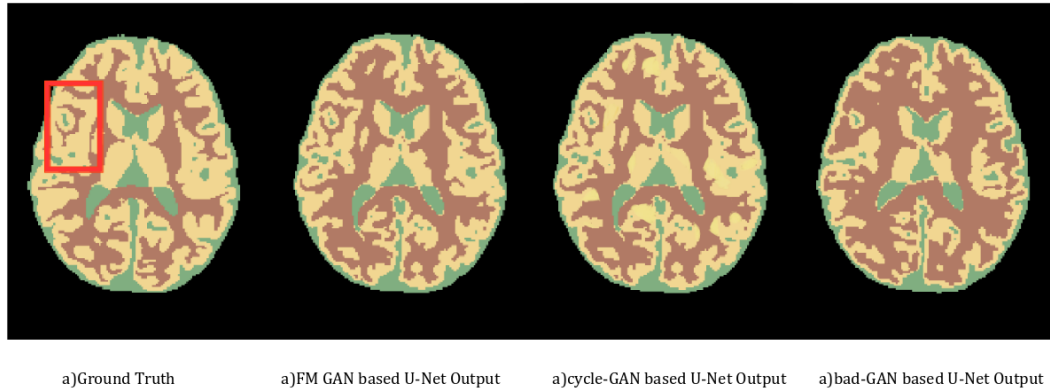 a)Ground Truth
a)FM GAN based U-Net Output
a)cycle-GAN based U-Net Output
a)bad-GAN based U-Net Output